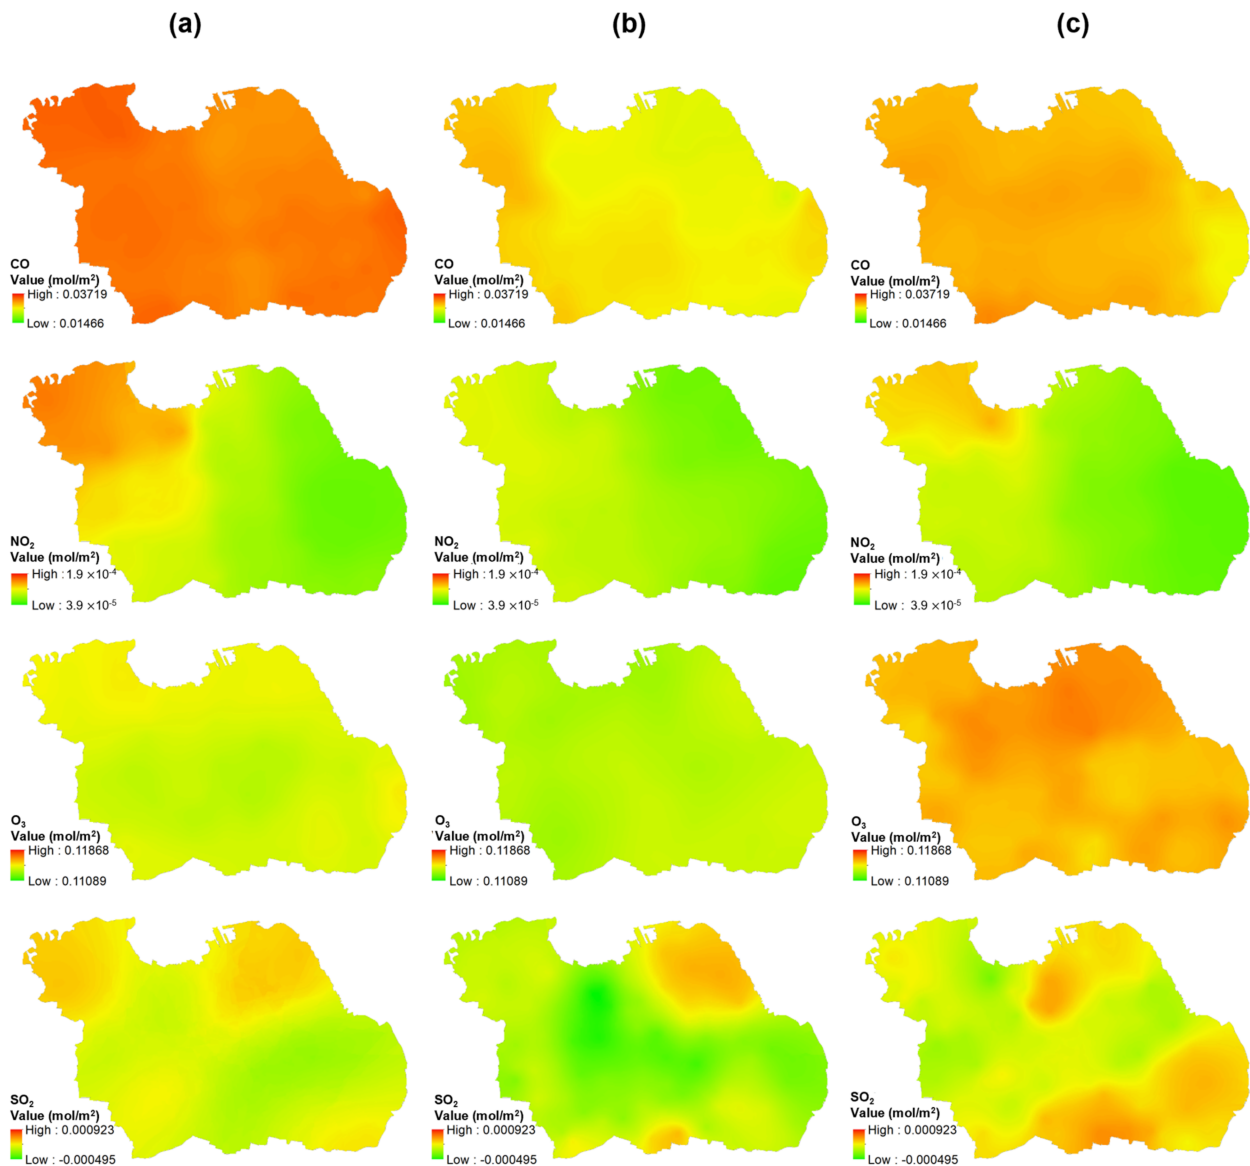 (a) (b) (c)
CO
Value (mol/m²)
High : 0.03719
Low : 0.01466
CO
Value (mol/m²)
High : 0.03719
Low : 0.01466
CO
Value (mol/m²)
High : 0.03719
Low : 0.01466
NO₂
Value (mol/m²)
High : 1.9 ×10⁻⁴
Low : 3.9 ×10⁻⁵
NO₂
Value (mol/m²)
High : 1.9 ×10⁻⁴
Low : 3.9 ×10⁻⁵
NO₂
Value (mol/m²)
High : 1.9 ×10⁻⁴
Low : 3.9 ×10⁻⁵
O₃
Value (mol/m²)
High : 0.11868
Low : 0.11089
O₃
Value (mol/m²)
High : 0.11868
Low : 0.11089
O₃
Value (mol/m²)
High : 0.11868
Low : 0.11089
SO₂
Value (mol/m²)
High : 0.000923
Low : -0.000495
SO₂
Value (mol/m²)
High : 0.000923
Low : -0.000495
SO₂
Value (mol/m²)
High : 0.000923
Low : -0.000495